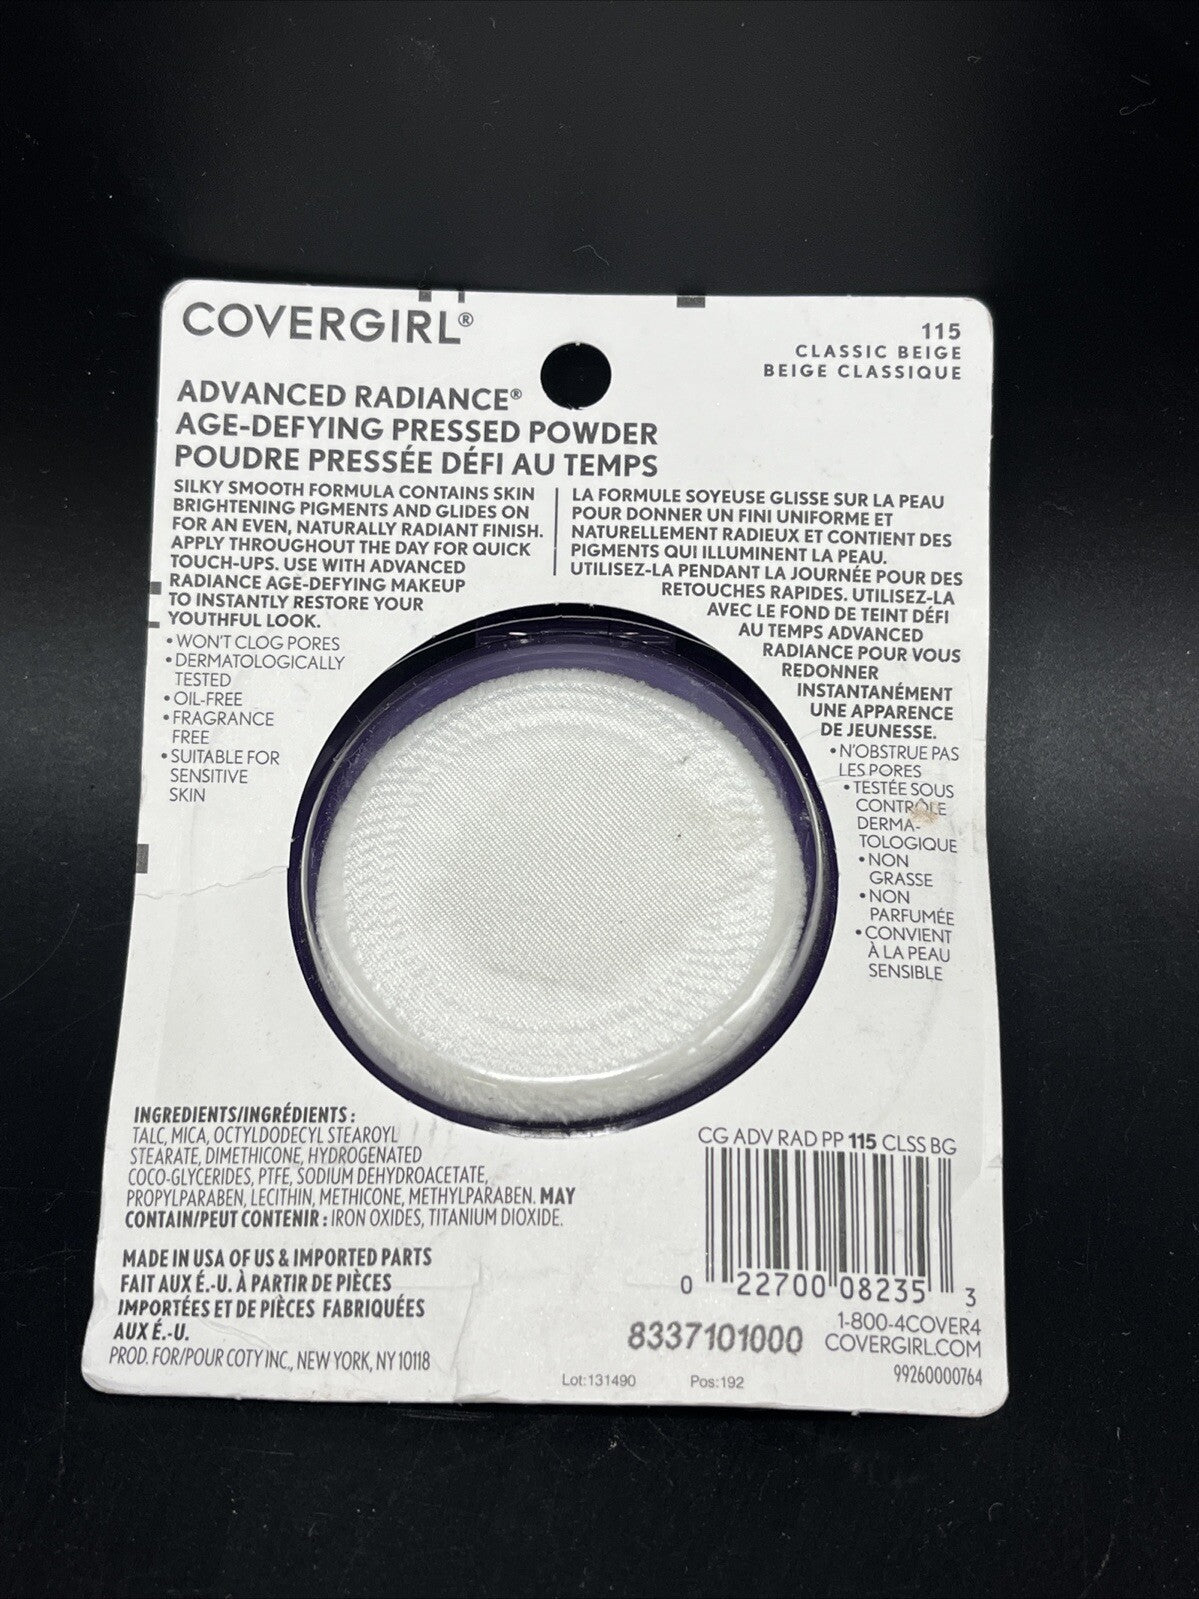 COVERGIRL®
115
CLASSIC BEIGE
BEIGE CLASSIQUE
ADVANCED RADIANCE®
AGE-DEFYING PRESSED POWDER
POUDRE PRESSÉE DÉFI AU TEMPS
SILKY SMOOTH FORMULA CONTAINS SKIN
BRIGHTENING PIGMENTS AND GLIDES ON
FOR AN EVEN, NATURALLY RADIANT FINISH.
APPLY THROUGHOUT THE DAY FOR QUICK
TOUCH-UPS. USE WITH ADVANCED
RADIANCE AGE-DEFYING MAKEUP
TO INSTANTLY RESTORE YOUR
YOUTHFUL LOOK.
• WON'T CLOG PORES
• DERMATOLOGICALLY
TESTED
• OIL-FREE
• FRAGRANCE
FREE
• SUITABLE FOR
SENSITIVE
SKIN
LA FORMULE SOYEUSE GLISSE SUR LA PEAU
POUR DONNER UN FINI UNIFORME ET
NATURELLEMENT RADIEUX ET CONTIENT DES
PIGMENTS QUI ILLUMINENT LA PEAU.
UTILISEZ-LA PENDANT LA JOURNÉE POUR DES
RETOUCHES RAPIDES. UTILISEZ-LA
AVEC LE FOND DE TEINT DÉFI
AU TEMPS ADVANCED
RADIANCE POUR VOUS
REDONNER
INSTANTANÉMENT
UNE APPARENCE
DE JEUNESSE.
• N'OBSTRUE PAS
LES PORES
• TESTÉE SOUS
CONTRÔLE
DERMA-
TOLOGIQUE
• NON
GRASSE
• NON
PARFUMÉE
• CONVIENT
À LA PEAU
SENSIBLE
INGREDIENTS/INGRÉDIENTS :
TALC, MICA, OCTYLDODECYL STEAROYL
STEARATE, DIMETHICONE, HYDROGENATED
COCO-GLYCERIDES, PTFE, SODIUM DEHYDROACETATE,
PROPYLPARABEN, LECITHIN, METHICONE, METHYLPARABEN. MAY
CONTAIN/PEUT CONTENIR : IRON OXIDES, TITANIUM DIOXIDE.
MADE IN USA OF US & IMPORTED PARTS
FAIT AUX É.-U. À PARTIR DE PIÈCES
IMPORTÉES ET DE PIÈCES FABRIQUÉES
AUX É.-U.
PROD. FOR/POUR COTY INC., NEW YORK, NY 10118
CG ADV RAD PP 115 CLSS BG
0 22700 08235 3
8337101000
1-800-4COVER4
COVERGIRL.COM
Lot:131490 Pos:192
99260000764